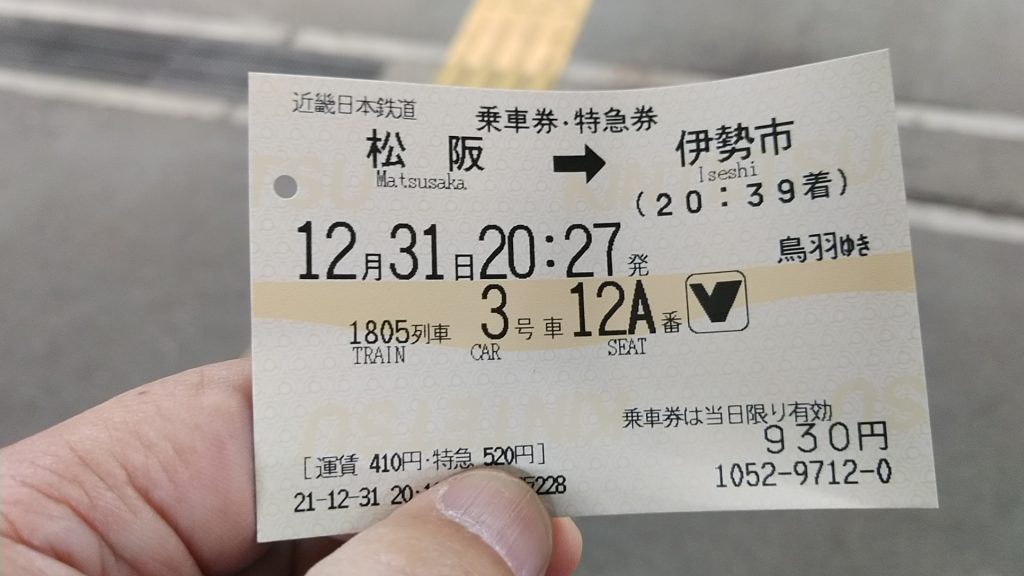 近畿日本鉄道
乗車券・特急券
松 阪 ➡ 伊勢市
Matsusaka Iseshi
(20:39着)
12月31日20:27発 鳥羽ゆき
1805列車 3号車 12A番 V
TRAIN CAR SEAT
乗車券は当日限り有効
930円
[運賃 410円・特急 520円]
1052-9712-0
21-12-31 20: 228